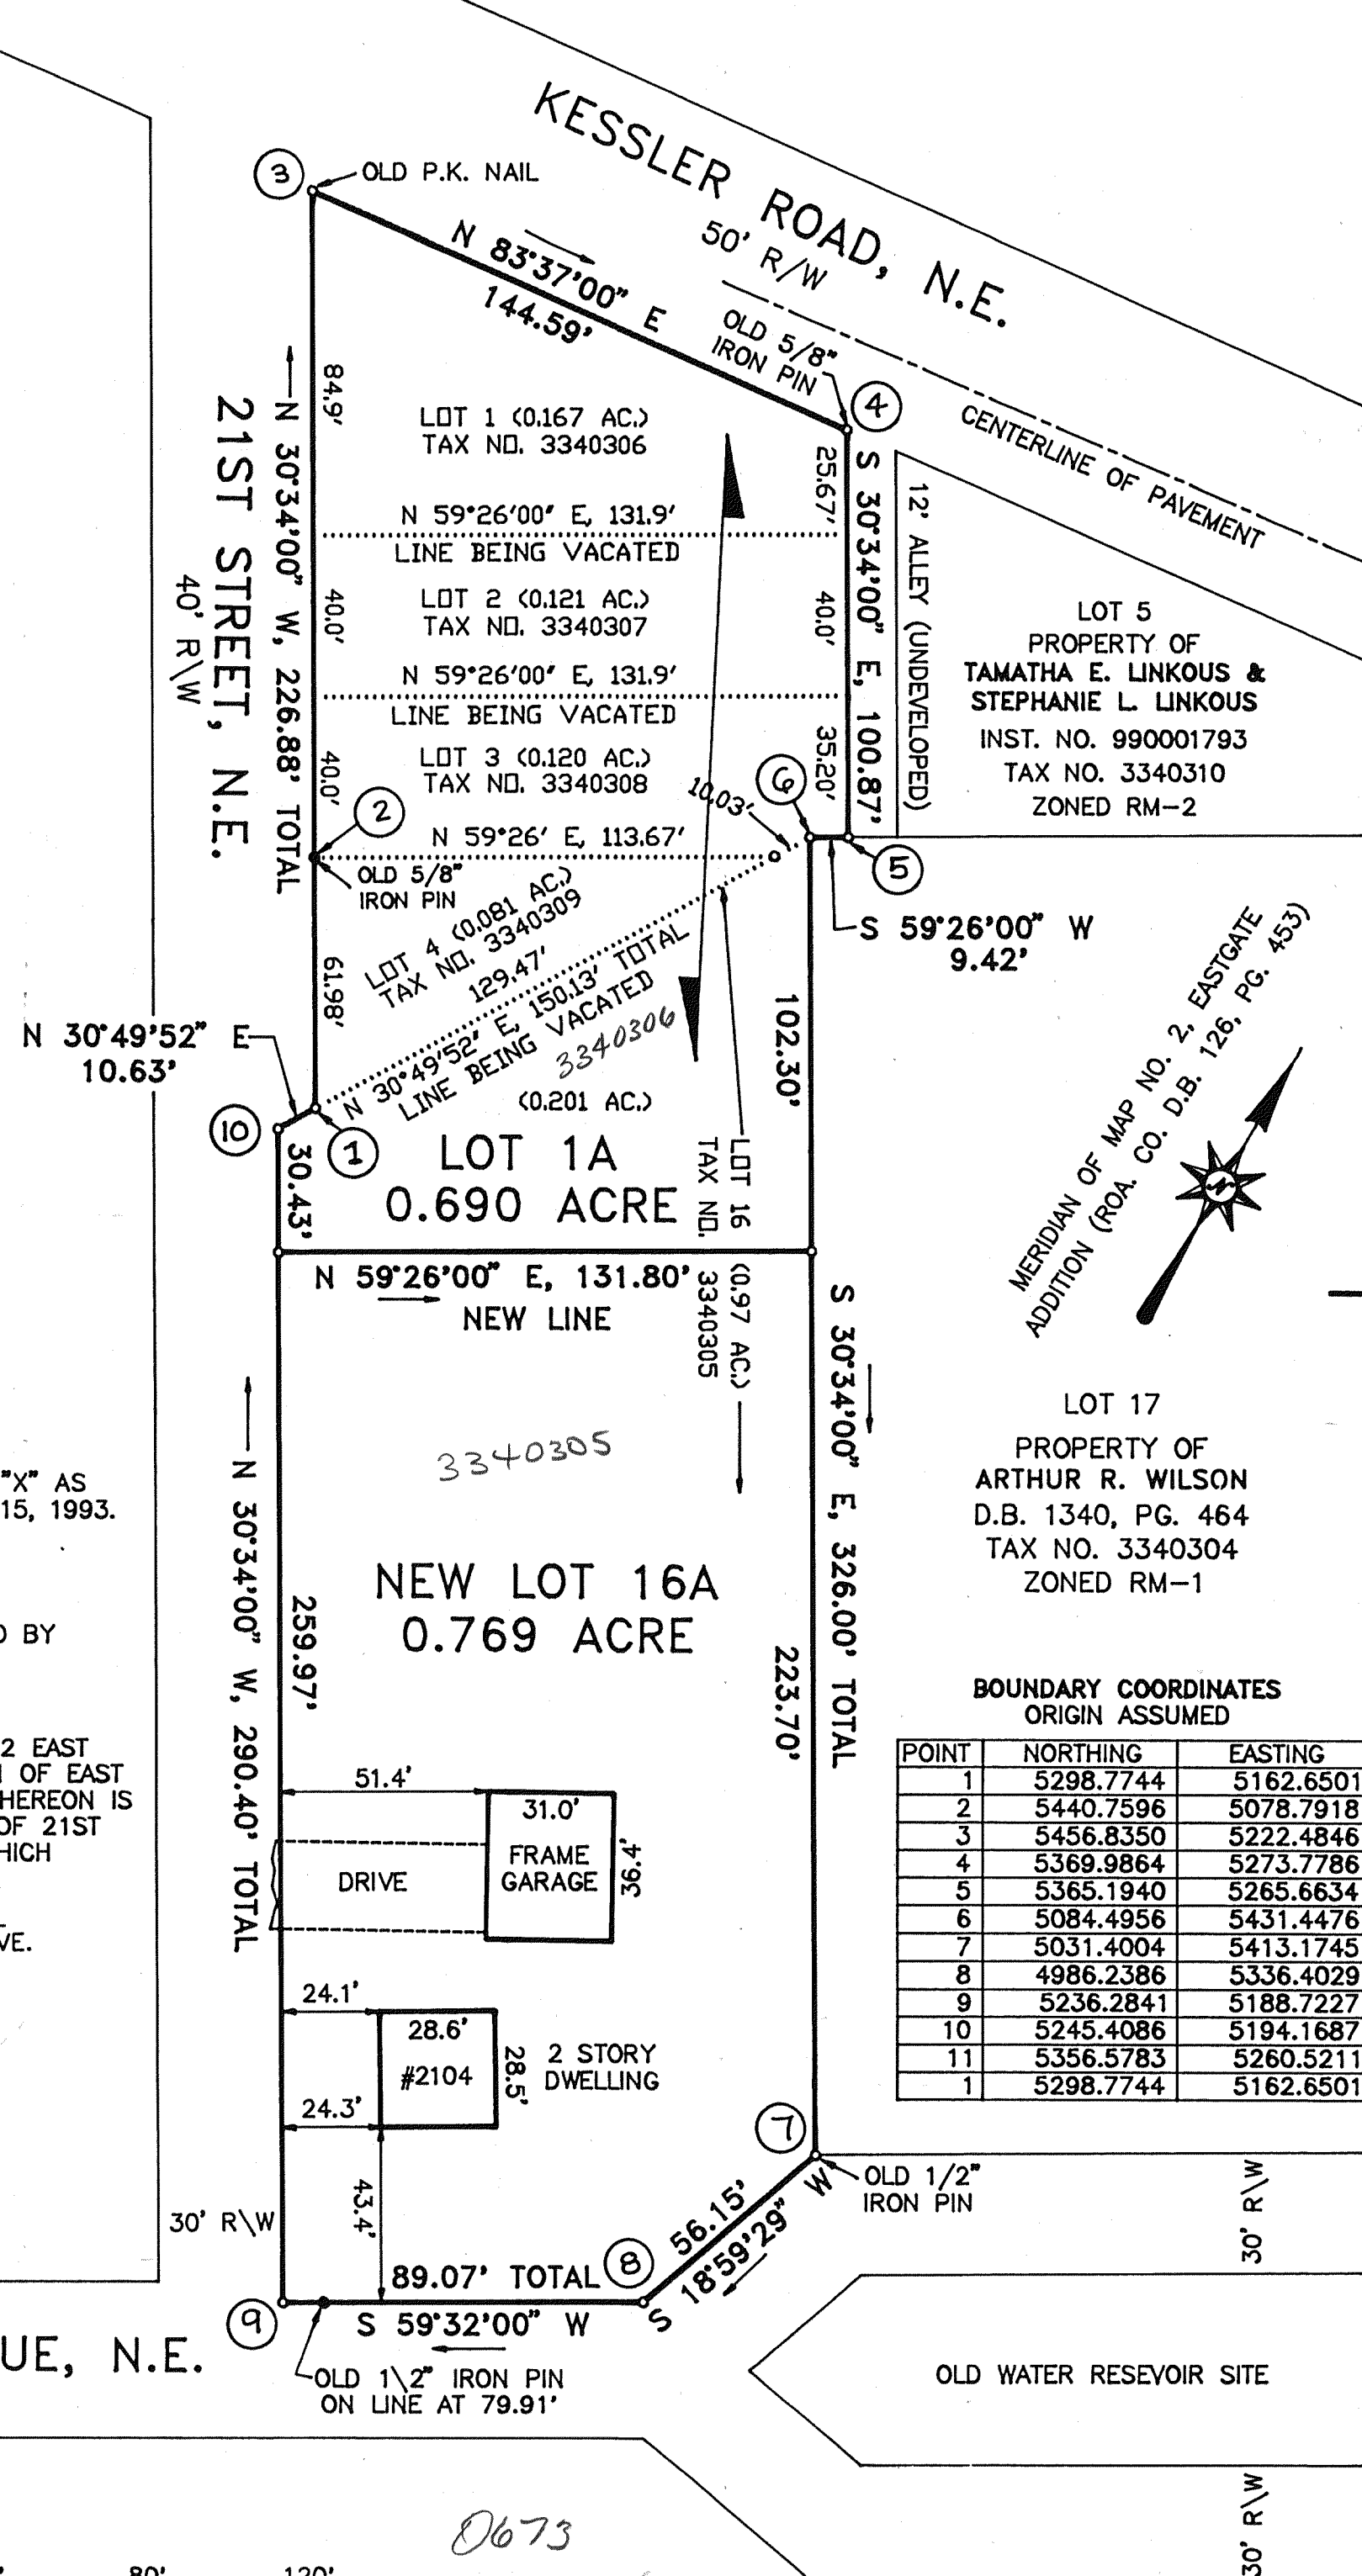 KESSLER ROAD, N.E.
50' R/W
CENTERLINE OF PAVEMENT
3
OLD P.K. NAIL
N 83°37'00" E
144.59'
OLD 5/8"
IRON PIN
4
21ST STREET, N.E.
40' R\W
N 30°34'00" W, 226.88' TOTAL
84.9'
LOT 1 (0.167 AC.)
TAX NO. 3340306
25.67'
S 30°34'00" E, 100.87'
12' ALLEY (UNDEVELOPED)
N 59°26'00" E, 131.9'
LINE BEING VACATED
40.0'
LOT 2 (0.121 AC.)
TAX NO. 3340307
40.0'
N 59°26'00" E, 131.9'
LINE BEING VACATED
40.0'
LOT 3 (0.120 AC.)
TAX NO. 3340308
35.20'
10.03'
6
2
N 59°26' E, 113.67'
OLD 5/8"
IRON PIN
5
S 59°26'00" W
9.42'
LOT 5
PROPERTY OF
TAMATHA E. LINKOUS &
STEPHANIE L. LINKOUS
INST. NO. 990001793
TAX NO. 3340310
ZONED RM-2
LOT 4 (0.081 AC.)
TAX NO. 3340309
129.47'
N 30°49'52" E, 150.13' TOTAL
LINE BEING VACATED
3340306
(0.201 AC.)
61.98'
N 30°49'52" E
10.63'
10
1
30.43'
LOT 1A
0.690 ACRE
102.30'
LOT 16 (0.97 AC.)
TAX NO. 3340305
N 59°26'00" E, 131.80'
NEW LINE
MERIDIAN OF MAP NO. 2, EASTGATE
ADDITION (ROA. CO. D.B. 126, PG. 453)
N
S 30°34'00" E, 326.00' TOTAL
LOT 17
PROPERTY OF
ARTHUR R. WILSON
D.B. 1340, PG. 464
TAX NO. 3340304
ZONED RM-1
3340305
"X" AS
15, 1993.
N 30°34'00" W, 290.40' TOTAL
259.97'
NEW LOT 16A
0.769 ACRE
223.70'
BY
2 EAST
OF EAST
HEREON IS
OF 21ST
HICH
VE.
BOUNDARY COORDINATES
ORIGIN ASSUMED
POINT NORTHING EASTING
1 5298.7744 5162.6501
2 5440.7596 5078.7918
3 5456.8350 5222.4846
4 5369.9864 5273.7786
5 5365.1940 5265.6634
6 5084.4956 5431.4476
7 5031.4004 5413.1745
8 4986.2386 5336.4029
9 5236.2841 5188.7227
10 5245.4086 5194.1687
11 5356.5783 5260.5211
1 5298.7744 5162.6501
51.4'
31.0'
FRAME
GARAGE
36.4'
DRIVE
24.1'
28.6'
#2104
28.5'
2 STORY
DWELLING
24.3'
43.4'
7
OLD 1/2"
IRON PIN
30' R\W
30' R\W
56.15'
S 18°59'29" W
8
89.07' TOTAL
S 59°32'00" W
9
OLD 1\2" IRON PIN
ON LINE AT 79.91'
UE, N.E.
OLD WATER RESEVOIR SITE
30' R\W
0673
80'
120'